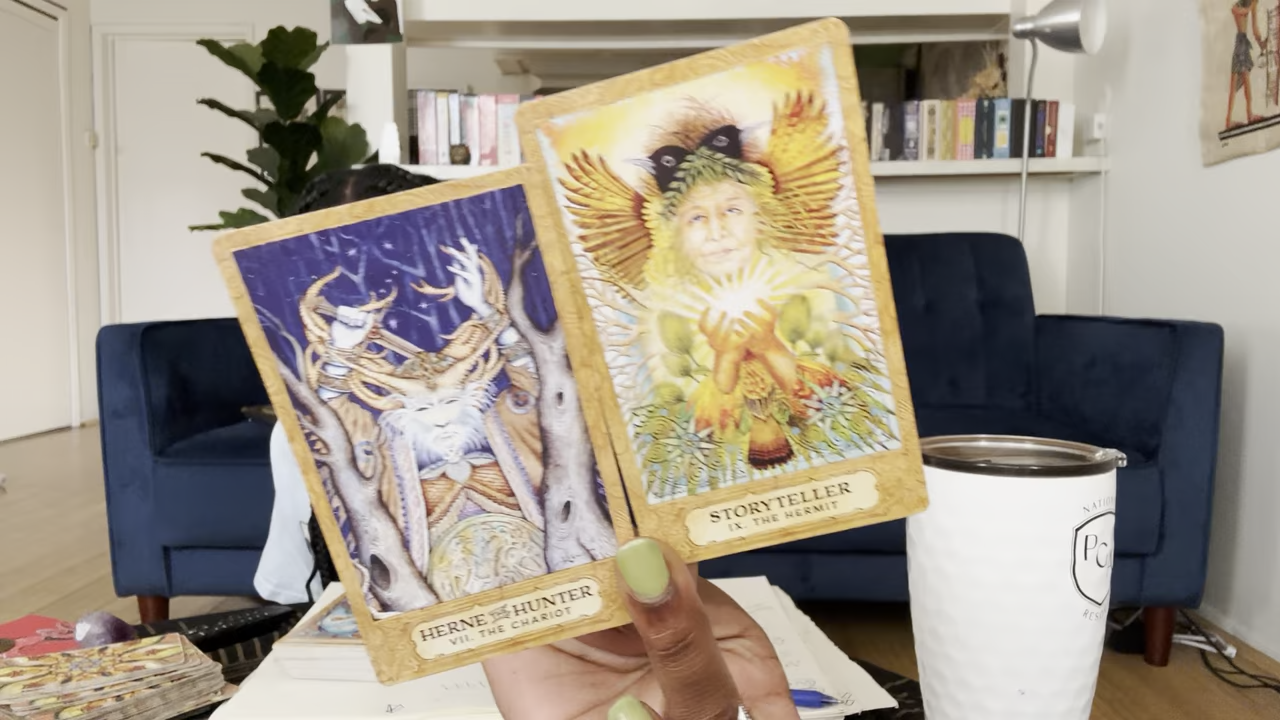 HERNE THE HUNTER
VII. THE CHARIOT
STORYTELLER
IX. THE HERMIT